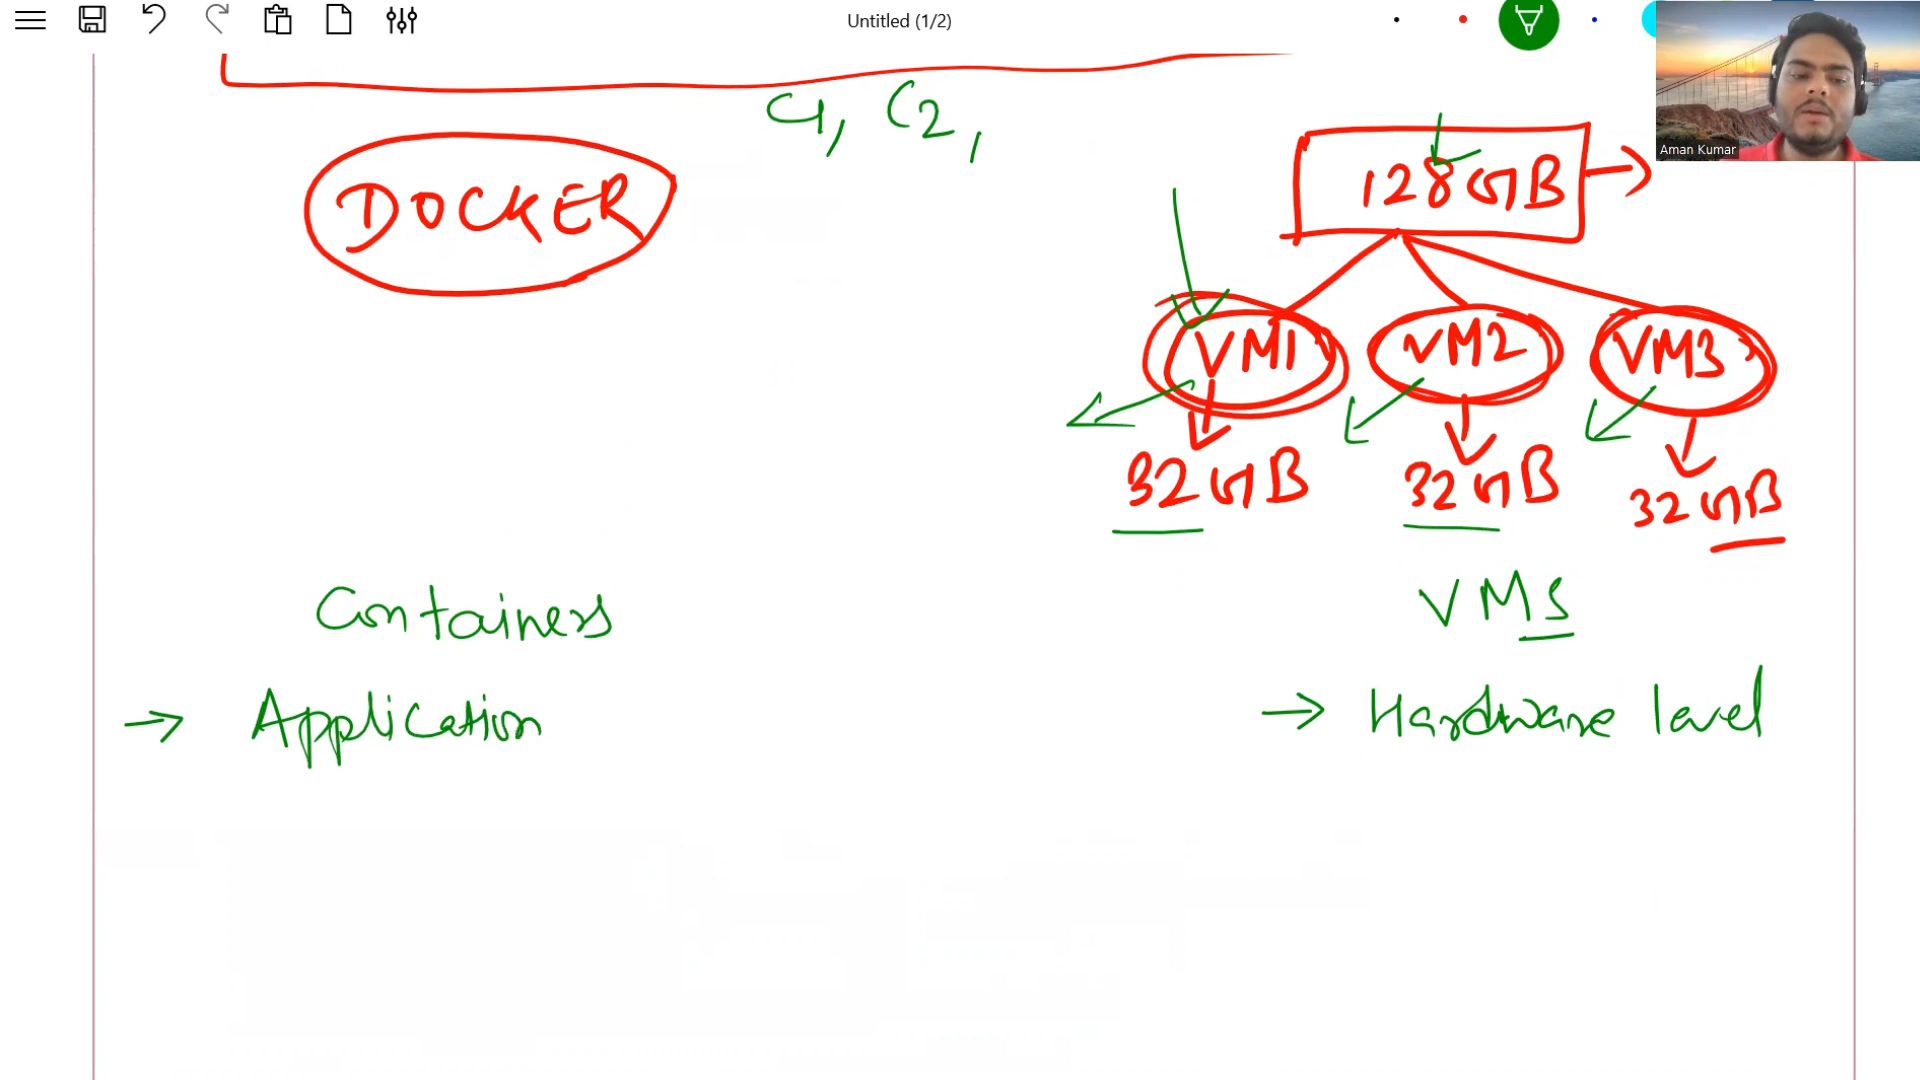 Untitled (1/2)
Aman Kumar
C1, C2,
128GB
DOCKER
VM1 VM2 VM3
32GB 32GB 32GB
Containers VMS
→ Application → Hardware level